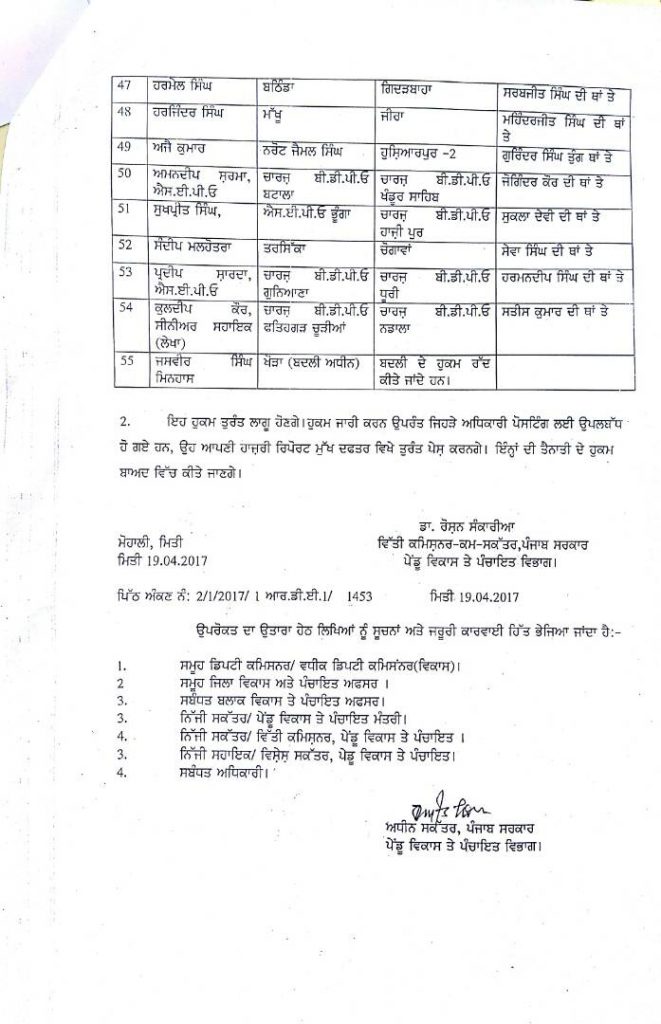 47 ਹਰਮੇਲ ਸਿੰਘ ਬਠਿੰਡਾ ਗਿਦੜਬਾਹਾ ਸਰਬਜੀਤ ਸਿੰਘ ਦੀ ਥਾਂ ਤੇ
48 ਹਰਜਿੰਦਰ ਸਿੰਘ ਮੱਖੂ ਜੀਰਾ ਮਹਿੰਦਰਜੀਤ ਸਿੰਘ ਦੀ ਥਾਂ
ਤੇ
49 ਅਜੈ ਕੁਮਾਰ ਨਰੋਟ ਜੈਮਲ ਸਿੰਘ ਹੁਸ਼ਿਆਰਪੁਰ -2 ਗੁਰਿੰਦਰ ਸਿੰਘ ਤੁੰਗ ਥਾਂ ਤੇ
50 ਅਮਨਦੀਪ ਸ਼ਰਮਾ, ਚਾਰਜ਼ ਬੀ.ਡੀ.ਪੀ.ਓ ਚਾਰਜ਼ ਬੀ.ਡੀ.ਪੀ.ਓ ਜੋਗਿੰਦਰ ਕੌਰ ਦੀ ਥਾਂ ਤੇ
ਐਸ.ਈ.ਪੀ.ਓ ਬਟਾਲਾ ਖੰਡੂਰ ਸਾਹਿਬ
51 ਸੁਖਪ੍ਰੀਤ ਸਿੰਘ, ਐਸ.ਈ.ਪੀ.ਓ ਭੂੰਗਾ ਚਾਰਜ਼ ਬੀ.ਡੀ.ਪੀ.ਓ ਸੁਕਲਾ ਦੇਵੀ ਦੀ ਥਾਂ ਤੇ
ਹਾਜ਼ੀ ਪੁਰ
52 ਸੰਦੀਪ ਮਲਹੋਤਰਾ ਤਰਸਿੱਕਾ ਚੋਗਾਵਾਂ ਸੇਵਾ ਸਿੰਘ ਦੀ ਥਾਂ ਤੇ
53 ਪ੍ਰਦੀਪ ਸ਼ਾਰਦਾ, ਚਾਰਜ਼ ਬੀ.ਡੀ.ਪੀ.ਓ ਚਾਰਜ਼ ਬੀ.ਡੀ.ਪੀ.ਓ ਹਰਮਨਦੀਪ ਸਿੰਘ ਦੀ ਥਾਂ ਤੇ
ਐਸ.ਈ.ਪੀ.ਓ ਗੁਨਿਆਣਾ ਧੂਰੀ
54 ਕੁਲਦੀਪ ਕੌਰ, ਚਾਰਜ਼ ਬੀ.ਡੀ.ਪੀ.ਓ ਚਾਰਜ਼ ਬੀ.ਡੀ.ਪੀ.ਓ ਸਤੀਸ ਕੁਮਾਰ ਦੀ ਥਾਂ ਤੇ
ਸੀਨੀਅਰ ਸਹਾਇਕ ਫਤਿਹਗੜ ਚੂੜੀਆਂ ਨਡਾਲਾ
(ਲੇਖਾ)
55 ਜਸਵੀਰ ਸਿੰਘ ਖੇੜਾ (ਬਦਲੀ ਅਧੀਨ) ਬਦਲੀ ਦੇ ਹੁਕਮ ਰੱਦ
ਮਿਨਹਾਸ ਕੀਤੇ ਜਾਂਦੇ ਹਨ।
2. ਇਹ ਹੁਕਮ ਤੁਰੰਤ ਲਾਗੂ ਹੋਣਗੇ।ਹੁਕਮ ਜਾਰੀ ਕਰਨ ਉਪਰੰਤ ਜਿਹੜੇ ਅਧਿਕਾਰੀ ਪੋਸਟਿੰਗ ਲਈ ਉਪਲਬੱਧ
ਹੋ ਗਏ ਹਨ, ਉਹ ਆਪਣੀ ਹਾਜ਼ਰੀ ਰਿਪੋਰਟ ਮੁੱਖ ਦਫਤਰ ਵਿਖੇ ਤੁਰੰਤ ਪੇਸ਼ ਕਰਨਗੇ। ਇੰਨ੍ਹਾਂ ਦੀ ਤੈਨਾਤੀ ਦੇ ਹੁਕਮ
ਬਾਅਦ ਵਿੱਚ ਕੀਤੇ ਜਾਣਗੇ।
ਡਾ. ਰੋਸ਼ਨ ਸੰਕਾਰੀਆ
ਮੋਹਾਲੀ, ਮਿਤੀ ਵਿੱਤੀ ਕਮਿਸ਼ਨਰ-ਕਮ-ਸਕੱਤਰ,ਪੰਜਾਬ ਸਰਕਾਰ
ਮਿਤੀ 19.04.2017 ਪੇਂਡੂ ਵਿਕਾਸ ਤੇ ਪੰਚਾਇਤ ਵਿਭਾਗ।
ਪਿੱਠ ਅੰਕਣ ਨੰ: 2/1/2017/ 1 ਆਰ.ਡੀ.ਈ.1/ 1453 ਮਿਤੀ 19.04.2017
ਉਪਰੋਕਤ ਦਾ ਉਤਾਰਾ ਹੇਠ ਲਿਖਿਆਂ ਨੂੰ ਸੂਚਨਾਂ ਅਤੇ ਜਰੂਰੀ ਕਾਰਵਾਈ ਹਿੱਤ ਭੇਜਿਆ ਜਾਂਦਾ ਹੈ:-
1. ਸਮੂਹ ਡਿਪਟੀ ਕਮਿਸਨਰ/ ਵਧੀਕ ਡਿਪਟੀ ਕਮਿਸਨਰ(ਵਿਕਾਸ)।
2 ਸਮੂਹ ਜਿਲਾ ਵਿਕਾਸ ਅਤੇ ਪੰਚਾਇਤ ਅਫਸਰ ।
3. ਸਬੰਧਤ ਬਲਾਕ ਵਿਕਾਸ ਤੇ ਪੰਚਾਇਤ ਅਫਸਰ।
3. ਨਿੱਜੀ ਸਕੱਤਰ/ ਪੇਂਡੂ ਵਿਕਾਸ ਤੇ ਪੰਚਾਇਤ ਮੰਤਰੀ।
4. ਨਿੱਜੀ ਸਕੱਤਰ/ ਵਿੱਤੀ ਕਮਿਸ਼ਨਰ, ਪੇਂਡੂ ਵਿਕਾਸ ਤੇ ਪੰਚਾਇਤ ।
3. ਨਿੱਜੀ ਸਹਾਇਕ/ ਵਿਸ਼ੇਸ਼ ਸਕੱਤਰ, ਪੇਡੂ ਵਿਕਾਸ ਤੇ ਪੰਚਾਇਤ।
4. ਸਬੰਧਤ ਅਧਿਕਾਰੀ।
ਅਧੀਨ ਸਕੱਤਰ, ਪੰਜਾਬ ਸਰਕਾਰ
ਪੇਂਡੂ ਵਿਕਾਸ ਤੇ ਪੰਚਾਇਤ ਵਿਭਾਗ।